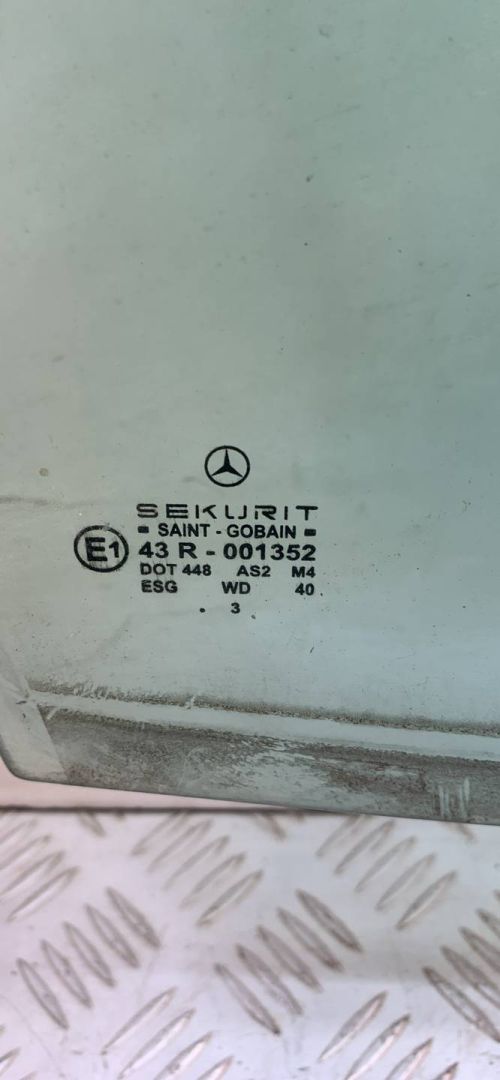 SEKURIT
SAINT - GOBAIN
E1 43 R - 001352
DOT 448 AS2 M4
ESG WD 40
. 3 .